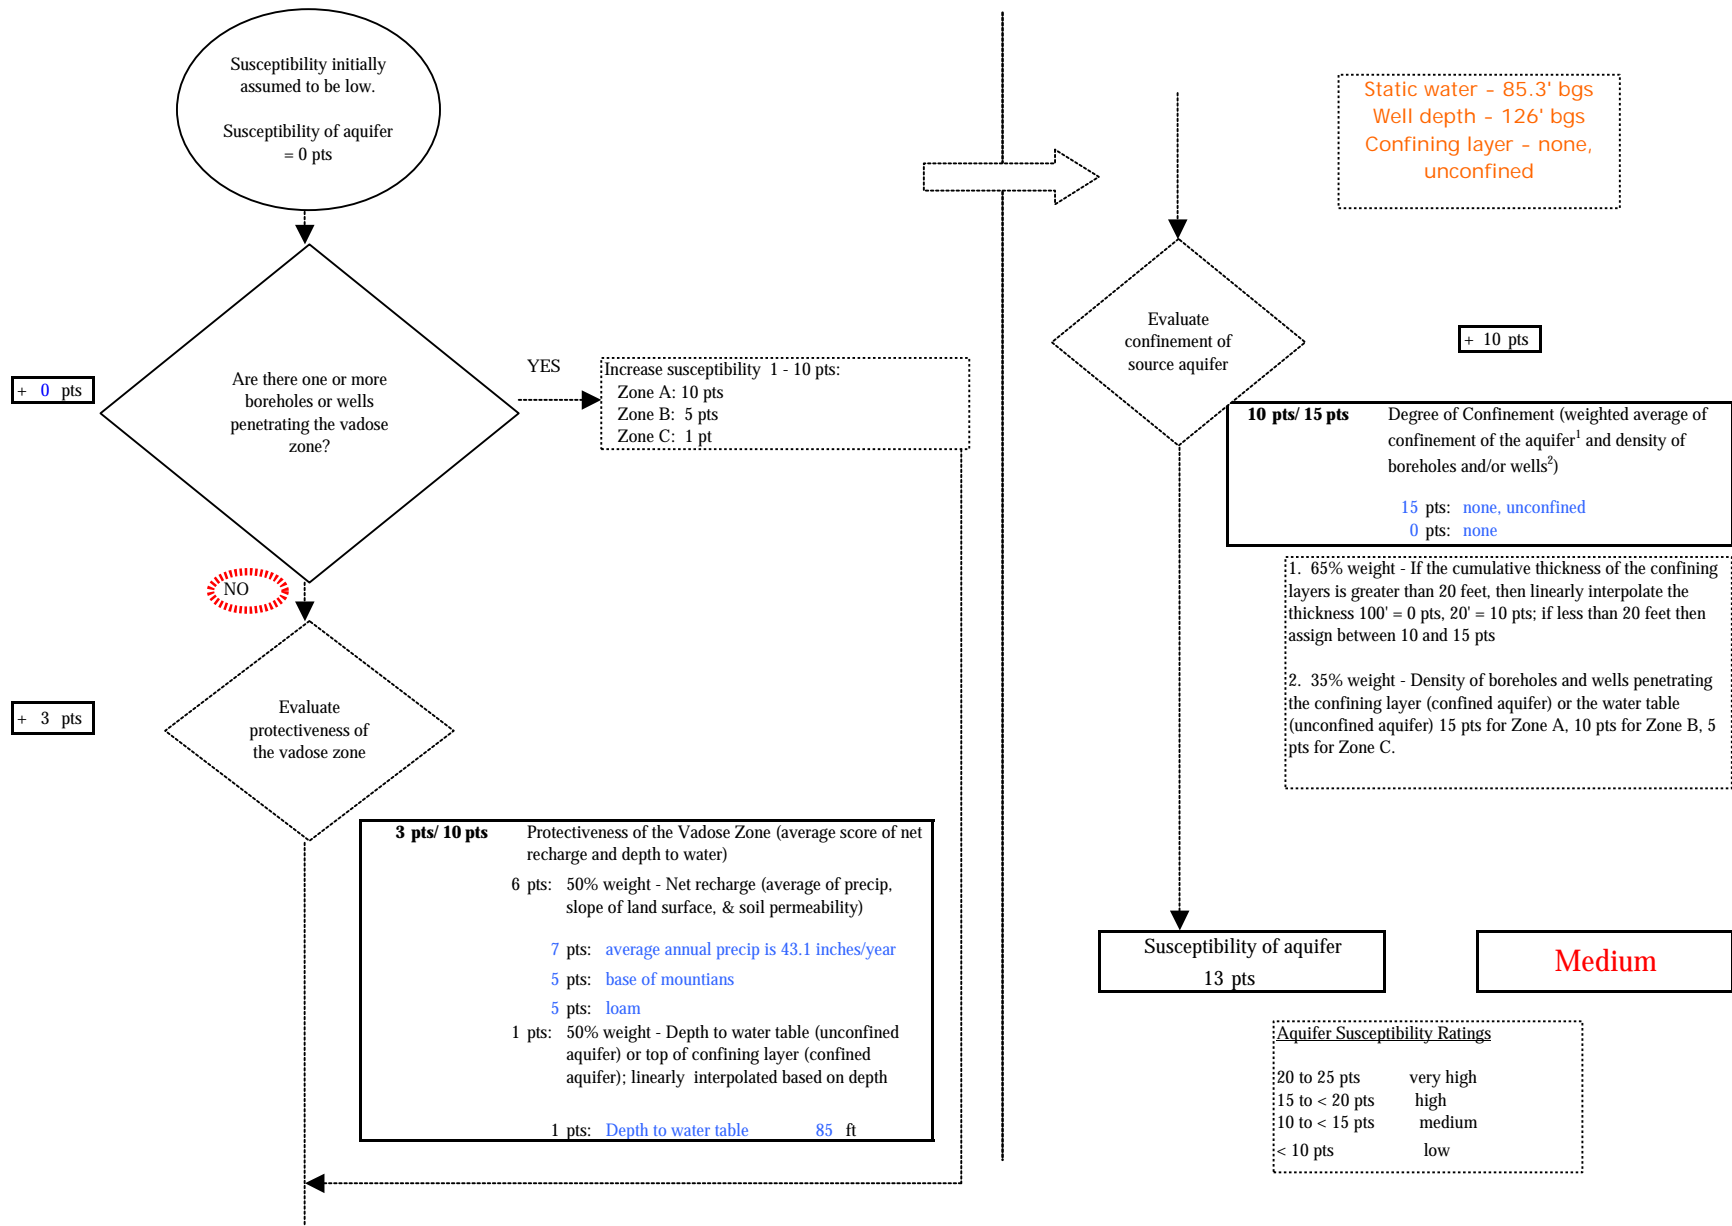 Susceptibility initially
assumed to be low.
Susceptibility of aquifer
= 0 pts
+ 0 pts
Are there one or more
boreholes or wells
penetrating the vadose
zone?
YES
Increase susceptibility 1 - 10 pts:
Zone A: 10 pts
Zone B: 5 pts
Zone C: 1 pt
NO
+ 3 pts
Evaluate
protectiveness of
the vadose zone
3 pts/ 10 pts Protectiveness of the Vadose Zone (average score of net
recharge and depth to water)
6 pts: 50% weight - Net recharge (average of precip,
slope of land surface, & soil permeability)
7 pts: average annual precip is 43.1 inches/year
5 pts: base of mountians
5 pts: loam
1 pts: 50% weight - Depth to water table (unconfined
aquifer) or top of confining layer (confined
aquifer); linearly interpolated based on depth
1 pts: Depth to water table 85 ft
Static water - 85.3' bgs
Well depth - 126' bgs
Confining layer - none,
unconfined
Evaluate
confinement of
source aquifer
+ 10 pts
10 pts/ 15 pts Degree of Confinement (weighted average of
confinement of the aquifer1 and density of
boreholes and/or wells2)
15 pts: none, unconfined
0 pts: none
1. 65% weight - If the cumulative thickness of the confining
layers is greater than 20 feet, then linearly interpolate the
thickness 100' = 0 pts, 20' = 10 pts; if less than 20 feet then
assign between 10 and 15 pts
2. 35% weight - Density of boreholes and wells penetrating
the confining layer (confined aquifer) or the water table
(unconfined aquifer) 15 pts for Zone A, 10 pts for Zone B, 5
pts for Zone C.
Susceptibility of aquifer
13 pts
Medium
Aquifer Susceptibility Ratings
20 to 25 pts very high
15 to < 20 pts high
10 to < 15 pts medium
< 10 pts low